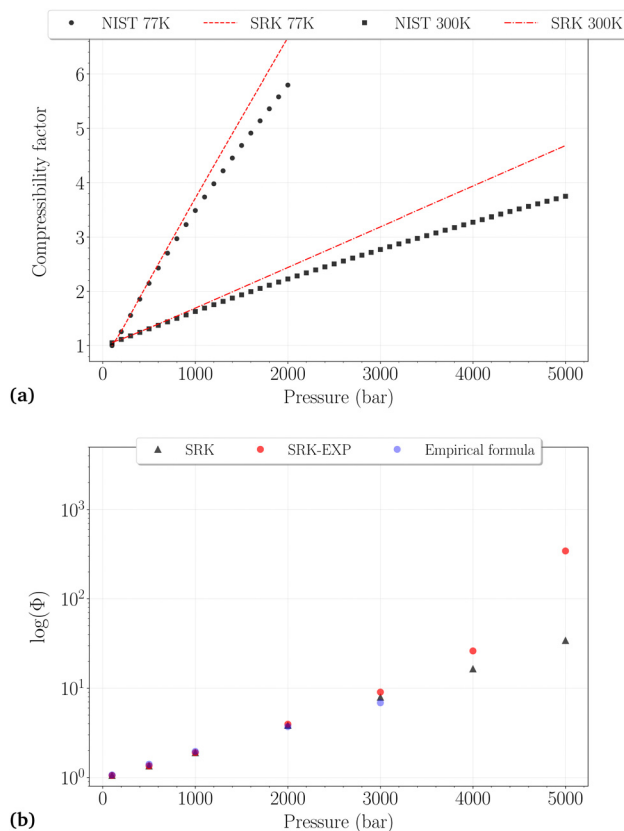 NIST 77K SRK 77K NIST 300K SRK 300K
6
5
4
3
2
1
Compressibility factor
0 1000 2000 3000 4000 5000
Pressure (bar)
(a)
SRK SRK-EXP Empirical formula
10³
10²
10¹
10⁰
log(Φ)
0 1000 2000 3000 4000 5000
Pressure (bar)
(b)